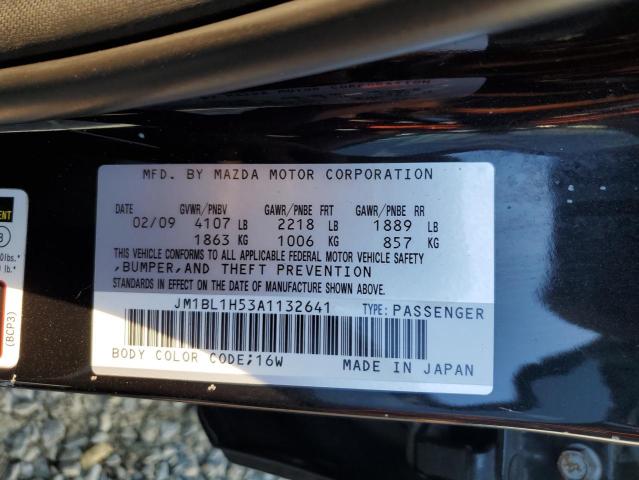 MFD. BY MAZDA MOTOR CORPORATION
DATE GVWR/PNBV GAWR/PNBE FRT GAWR/PNBE RR
02/09 4107 LB 2218 LB 1889 LB
1863 KG 1006 KG 857 KG
THIS VEHICLE CONFORMS TO ALL APPLICABLE FEDERAL MOTOR VEHICLE SAFETY
,BUMPER,AND THEFT PREVENTION
STANDARDS IN EFFECT ON THE DATE OF MANUFACTURE SHOWN ABOVE.
JM1BL1H53A1132641 TYPE: PASSENGER
BODY COLOR CODE;16W MADE IN JAPAN
(BCP3)